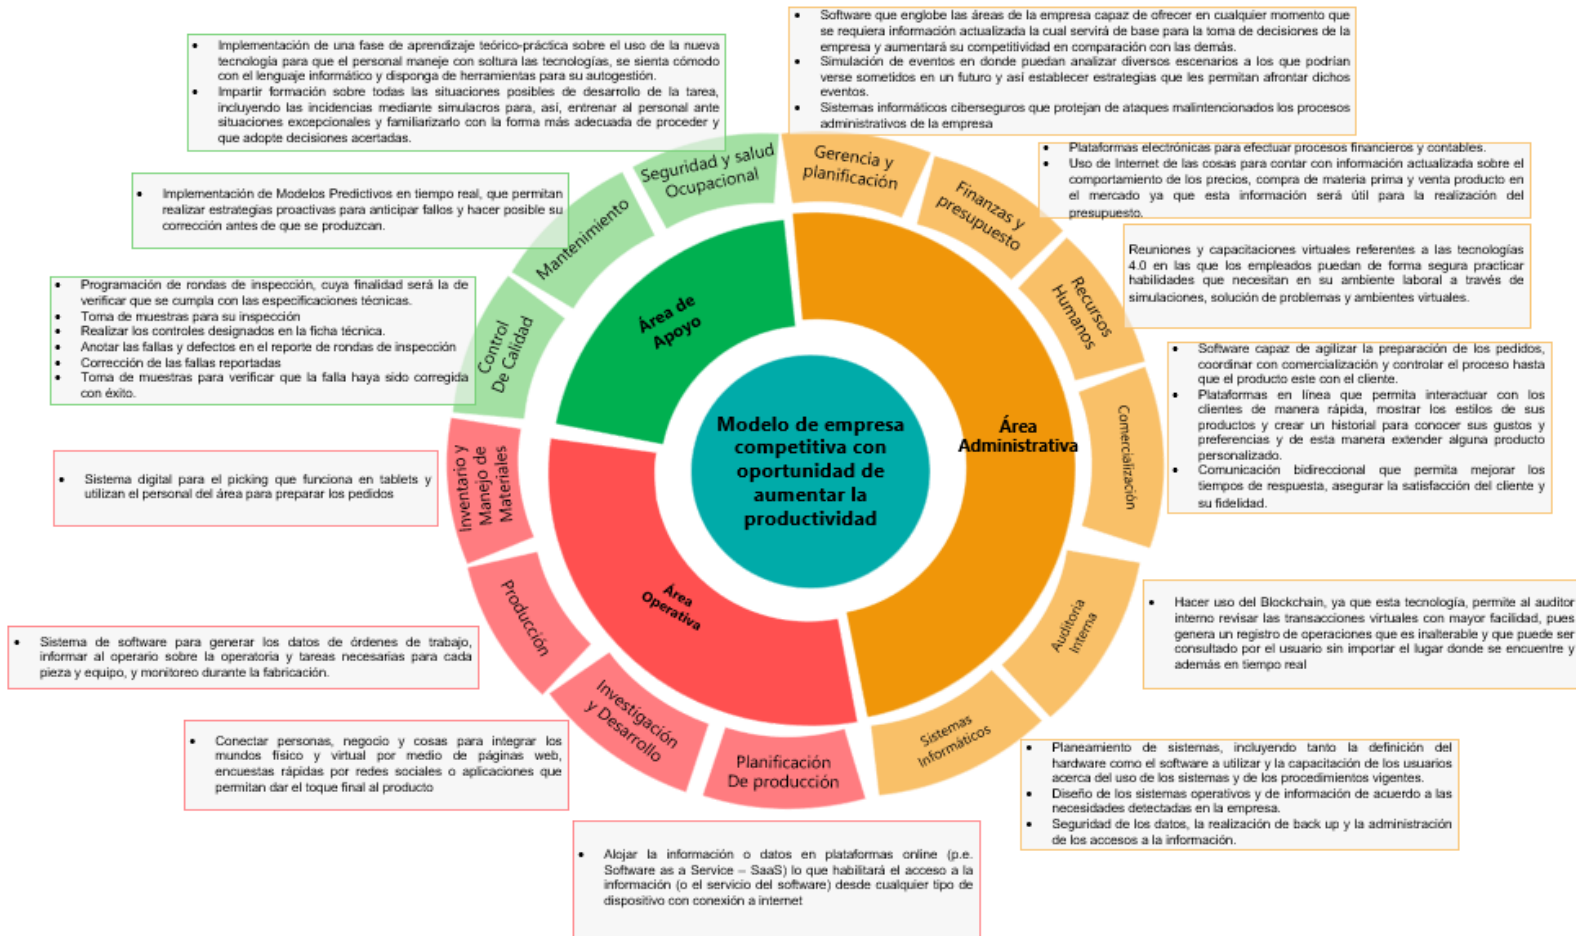 Implementación de una fase de aprendizaje teórico-práctica sobre el uso de la nueva
tecnología para que el personal maneje con soltura las tecnologías, se sienta cómodo
con el lenguaje informático y disponga de herramientas para su autogestión.
Impartir formación sobre todas las situaciones posibles de desarrollo de la tarea,
incluyendo las incidencias mediante simulacros para, así, entrenar al personal ante
situaciones excepcionales y familiarizarlo con la forma más adecuada de proceder y
que adopte decisiones acertadas.
Software que englobe las áreas de la empresa capaz de ofrecer en cualquier momento que
se requiera información actualizada la cual servirá de base para la toma de decisiones de la
empresa y aumentará su competitividad en comparación con las demás.
Simulación de eventos en donde puedan analizar diversos escenarios a los que podrían
verse sometidos en un futuro y así establecer estrategias que les permitan afrontar dichos
eventos.
Sistemas informáticos ciberseguros que protejan de ataques malintencionados los procesos
administrativos de la empresa
Plataformas electrónicas para efectuar procesos financieros y contables.
Uso de Internet de las cosas para contar con información actualizada sobre el
comportamiento de los precios, compra de materia prima y venta producto en
el mercado ya que esta información será útil para la realización del
presupuesto.
Implementación de Modelos Predictivos en tiempo real, que permitan
realizar estrategias proactivas para anticipar fallos y hacer posible su
corrección antes de que se produzcan.
Reuniones y capacitaciones virtuales referentes a las tecnologías
4.0 en las que los empleados puedan de forma segura practicar
habilidades que necesitan en su ambiente laboral a través de
simulaciones, solución de problemas y ambientes virtuales.
Programación de rondas de inspección, cuya finalidad será la de
verificar que se cumpla con las especificaciones técnicas.
Toma de muestras para su inspección
Realizar los controles designados en la ficha técnica.
Anotar las fallas y defectos en el reporte de rondas de inspección
Corrección de las fallas reportadas
Toma de muestras para verificar que la falla haya sido corregida
con éxito.
Software capaz de agilizar la preparación de los pedidos,
coordinar con comercialización y controlar el proceso hasta
que el producto este con el cliente.
Plataformas en línea que permita interactuar con los
clientes de manera rápida, mostrar los estilos de sus
productos y crear un historial para conocer sus gustos y
preferencias y de esta manera extender alguna producto
personalizado.
Comunicación bidireccional que permita mejorar los
tiempos de respuesta, asegurar la satisfacción del cliente y
su fidelidad.
Sistema digital para el picking que funciona en tablets y
utilizan el personal del área para preparar los pedidos
Hacer uso del Blockchain, ya que esta tecnología, permite al auditor
interno revisar las transacciones virtuales con mayor facilidad, pues
genera un registro de operaciones que es inalterable y que puede ser
consultado por el usuario sin importar el lugar donde se encuentre y
además en tiempo real
Sistema de software para generar los datos de órdenes de trabajo,
informar al operario sobre la operatoria y tareas necesarias para cada
pieza y equipo, y monitoreo durante la fabricación.
Conectar personas, negocio y cosas para integrar los
mundos físico y virtual por medio de páginas web,
encuestas rápidas por redes sociales o aplicaciones que
permitan dar el toque final al producto
Planeamiento de sistemas, incluyendo tanto la definición del
hardware como el software a utilizar y la capacitación de los usuarios
acerca del uso de los sistemas y de los procedimientos vigentes.
Diseño de los sistemas operativos y de información de acuerdo a las
necesidades detectadas en la empresa.
Seguridad de los datos, la realización de back up y la administración
de los accesos a la información.
Alojar la información o datos en plataformas online (p.e.
Software as a Service – SaaS) lo que habilitará el acceso a la
información (o el servicio del software) desde cualquier tipo de
dispositivo con conexión a internet
Seguridad y salud
Ocupacional
Gerencia y
planificación
Finanzas y
presupuesto
Recursos
Humanos
Comercialización
Auditoria
Interna
Sistemas
Informáticos
Planificación
De producción
Investigación
y Desarrollo
Producción
Inventario y
Manejo de
Materiales
Control
De Calidad
Mantenimiento
Área de
Apoyo
Área
Administrativa
Área
Operativa
Modelo de empresa
competitiva con
oportunidad de
aumentar la
productividad